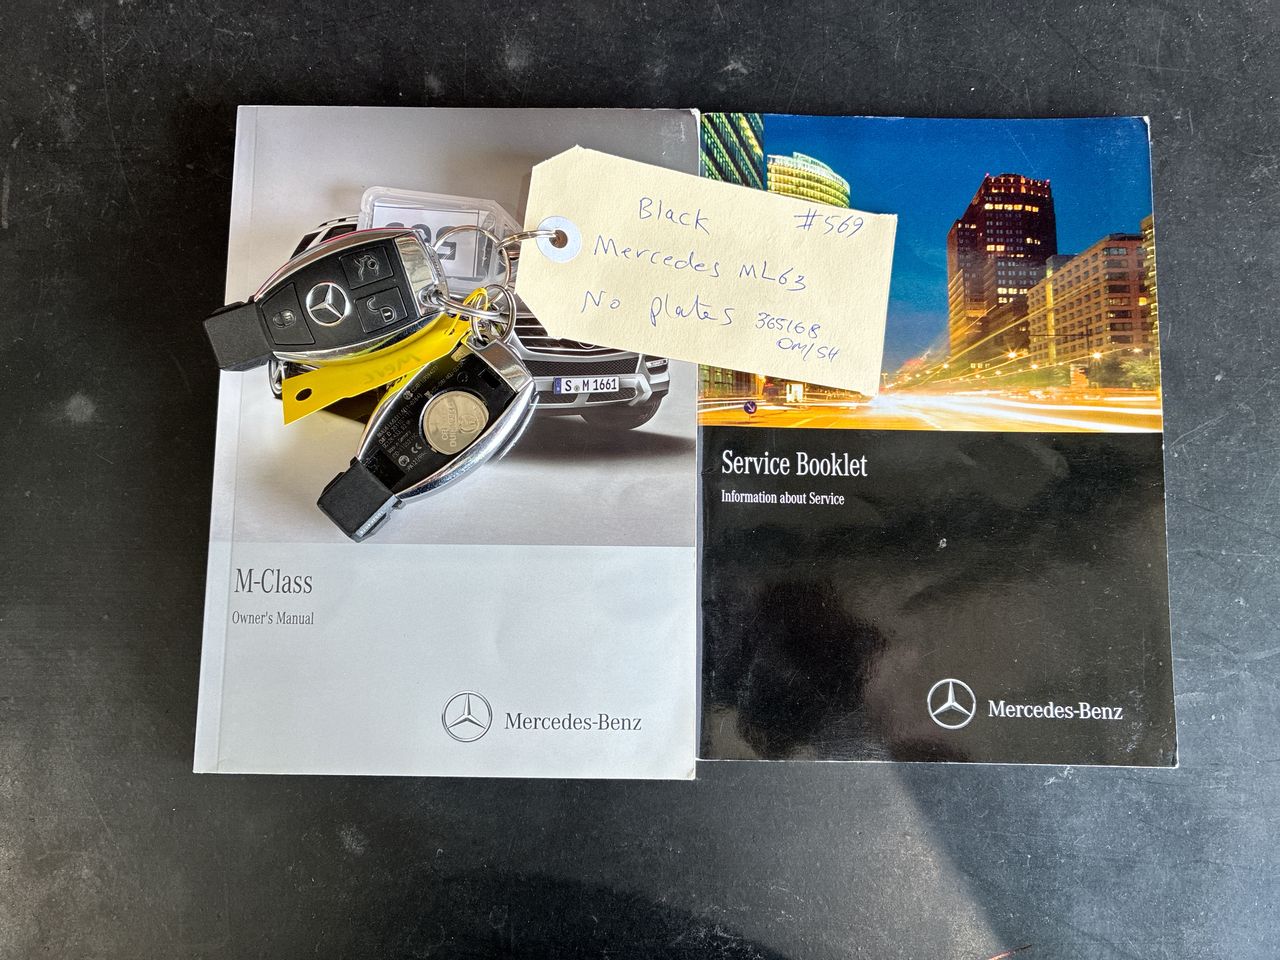 Black
#569
Mercedes ML63
No plates 365168
OM/SH
S M 1661
M-Class
Owner's Manual
Mercedes-Benz
Service Booklet
Information about Service
Mercedes-Benz